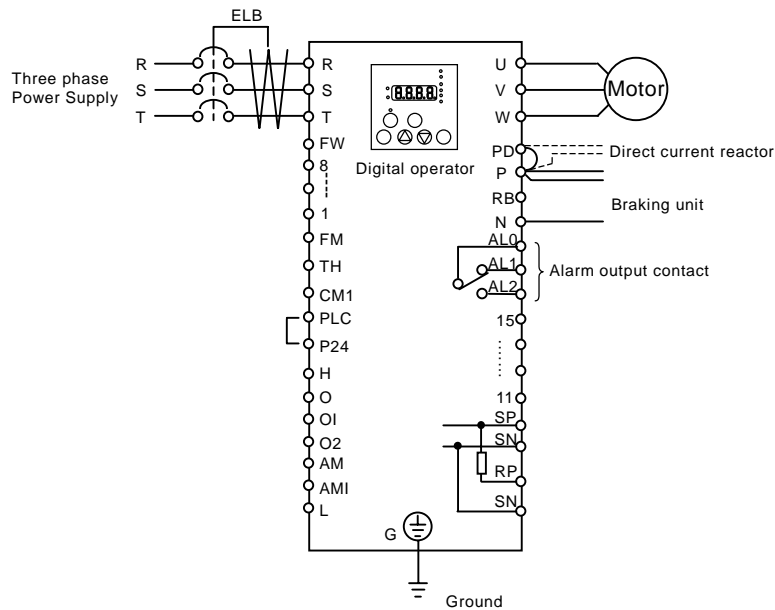 ELB
Three phase
Power Supply
R
S
T
R
S
T
FW
8
1
FM
TH
CM1
PLC
P24
H
O
OI
O2
AM
AMI
L
8.8.8.8.
Digital operator
G
Ground
U
V
W
Motor
PD
P
RB
N
Direct current reactor
Braking unit
AL0
AL1
AL2
Alarm output contact
15
11
SP
SN
RP
SN